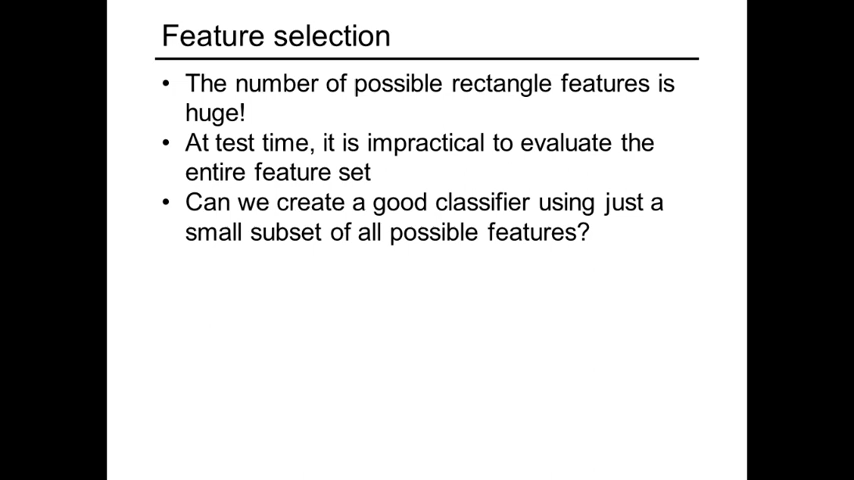 Feature selection
• The number of possible rectangle features is
huge!
• At test time, it is impractical to evaluate the
entire feature set
• Can we create a good classifier using just a
small subset of all possible features?